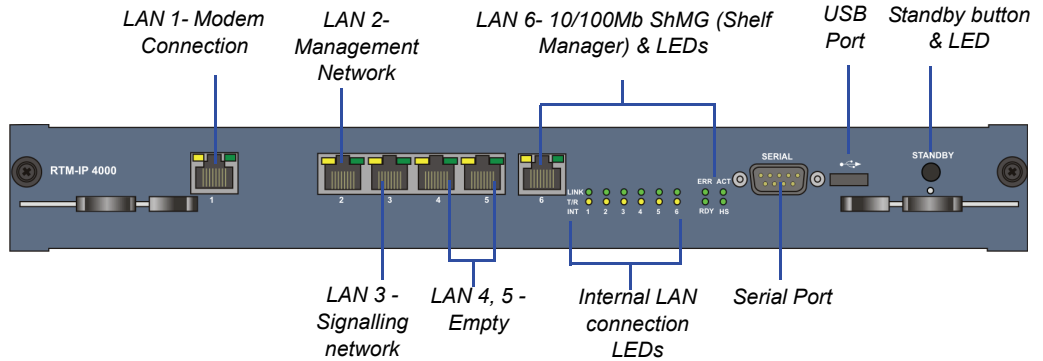 LAN 1- Modem
Connection
LAN 2-
Management
Network
LAN 6- 10/100Mb ShMG (Shelf
Manager) & LEDs
USB
Port
Standby button
& LED
RTM-IP 4000
1
2
3
4
5
6
LINK
T/R
INT 1 2 3 4 5 6
ERR ACT
RDY HS
SERIAL
STANDBY
LAN 3 -
Signalling
network
LAN 4, 5 -
Empty
Internal LAN
connection
LEDs
Serial Port